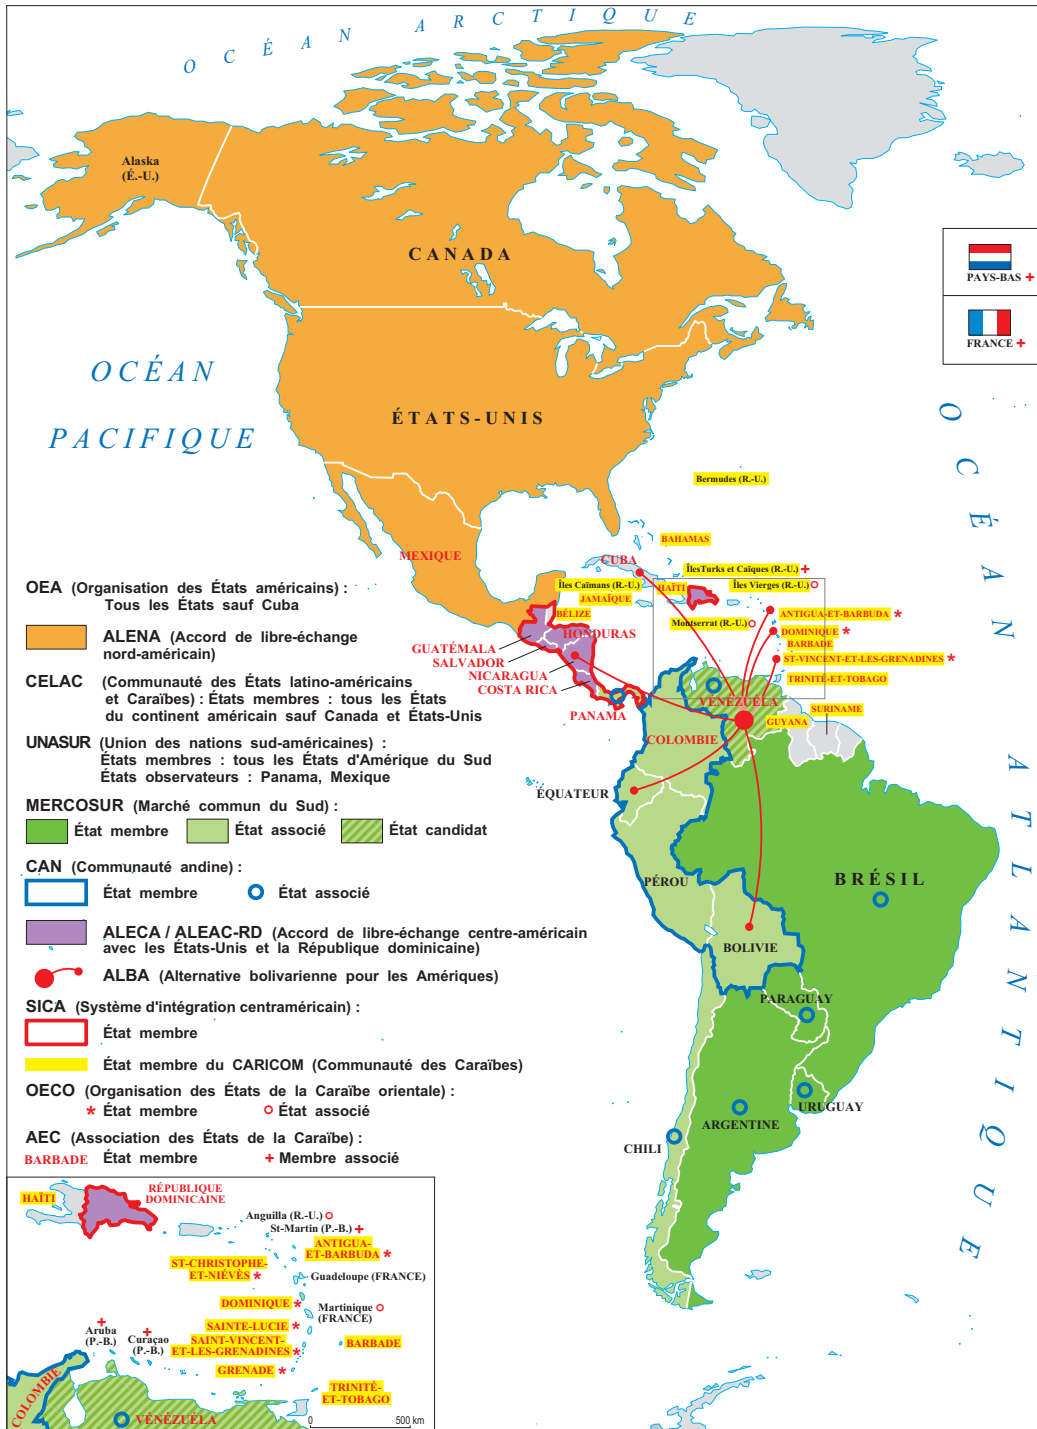 OCÉAN ARCTIQUE
Alaska
(É.-U.)
CANADA
PAYS-BAS +
FRANCE +
OCÉAN
PACIFIQUE
ÉTATS-UNIS
OCÉAN ATLANTIQUE
Bermudes (R.-U.)
MEXIQUE
BAHAMAS
CUBA
ÎlesTurks et Caïques (R.-U.) +
Îles Caïmans (R.-U.)
HAÏTI
Îles Vierges (R.-U.)
JAMAÏQUE
BÉLIZE
Montserrat (R.-U.)
ANTIGUA-ET-BARBUDA *
DOMINIQUE *
BARBADE
ST-VINCENT-ET-LES-GRENADINES *
TRINITÉ-ET-TOBAGO
HONDURAS
GUATÉMALA
SALVADOR
NICARAGUA
COSTA RICA
PANAMA
VÉNÉZUÉLA
SURINAME
GUYANA
COLOMBIE
ÉQUATEUR
PÉROU
BRÉSIL
BOLIVIE
PARAGUAY
URUGUAY
ARGENTINE
CHILI
OEA (Organisation des États américains) :
Tous les États sauf Cuba
ALENA (Accord de libre-échange
nord-américain)
CELAC (Communauté des États latino-américains
et Caraïbes) : États membres : tous les États
du continent américain sauf Canada et États-Unis
UNASUR (Union des nations sud-américaines) :
États membres : tous les États d'Amérique du Sud
États observateurs : Panama, Mexique
MERCOSUR (Marché commun du Sud) :
État membre État associé État candidat
CAN (Communauté andine) :
État membre État associé
ALECA / ALEAC-RD (Accord de libre-échange centre-américain
avec les États-Unis et la République dominicaine)
ALBA (Alternative bolivarienne pour les Amériques)
SICA (Système d'intégration centraméricain) :
État membre
État membre du CARICOM (Communauté des Caraïbes)
OECO (Organisation des États de la Caraïbe orientale) :
* État membre État associé
AEC (Association des États de la Caraïbe) :
BARBADE État membre + Membre associé
HAÏTI
RÉPUBLIQUE
DOMINICAINE
Anguilla (R.-U.)
St-Martin (P.-B.) +
ANTIGUA-
ET-BARBUDA *
ST-CHRISTOPHE-
ET-NIÉVÈS *
Guadeloupe (FRANCE)
DOMINIQUE *
Martinique
(FRANCE)
SAINTE-LUCIE *
SAINT-VINCENT-
ET-LES-GRENADINES *
BARBADE
+
Aruba
(P.-B.)
+
Curaçao
(P.-B.)
GRENADE *
TRINITÉ-
ET-TOBAGO
COLOMBIE
VÉNÉZUÉLA
0 500 km